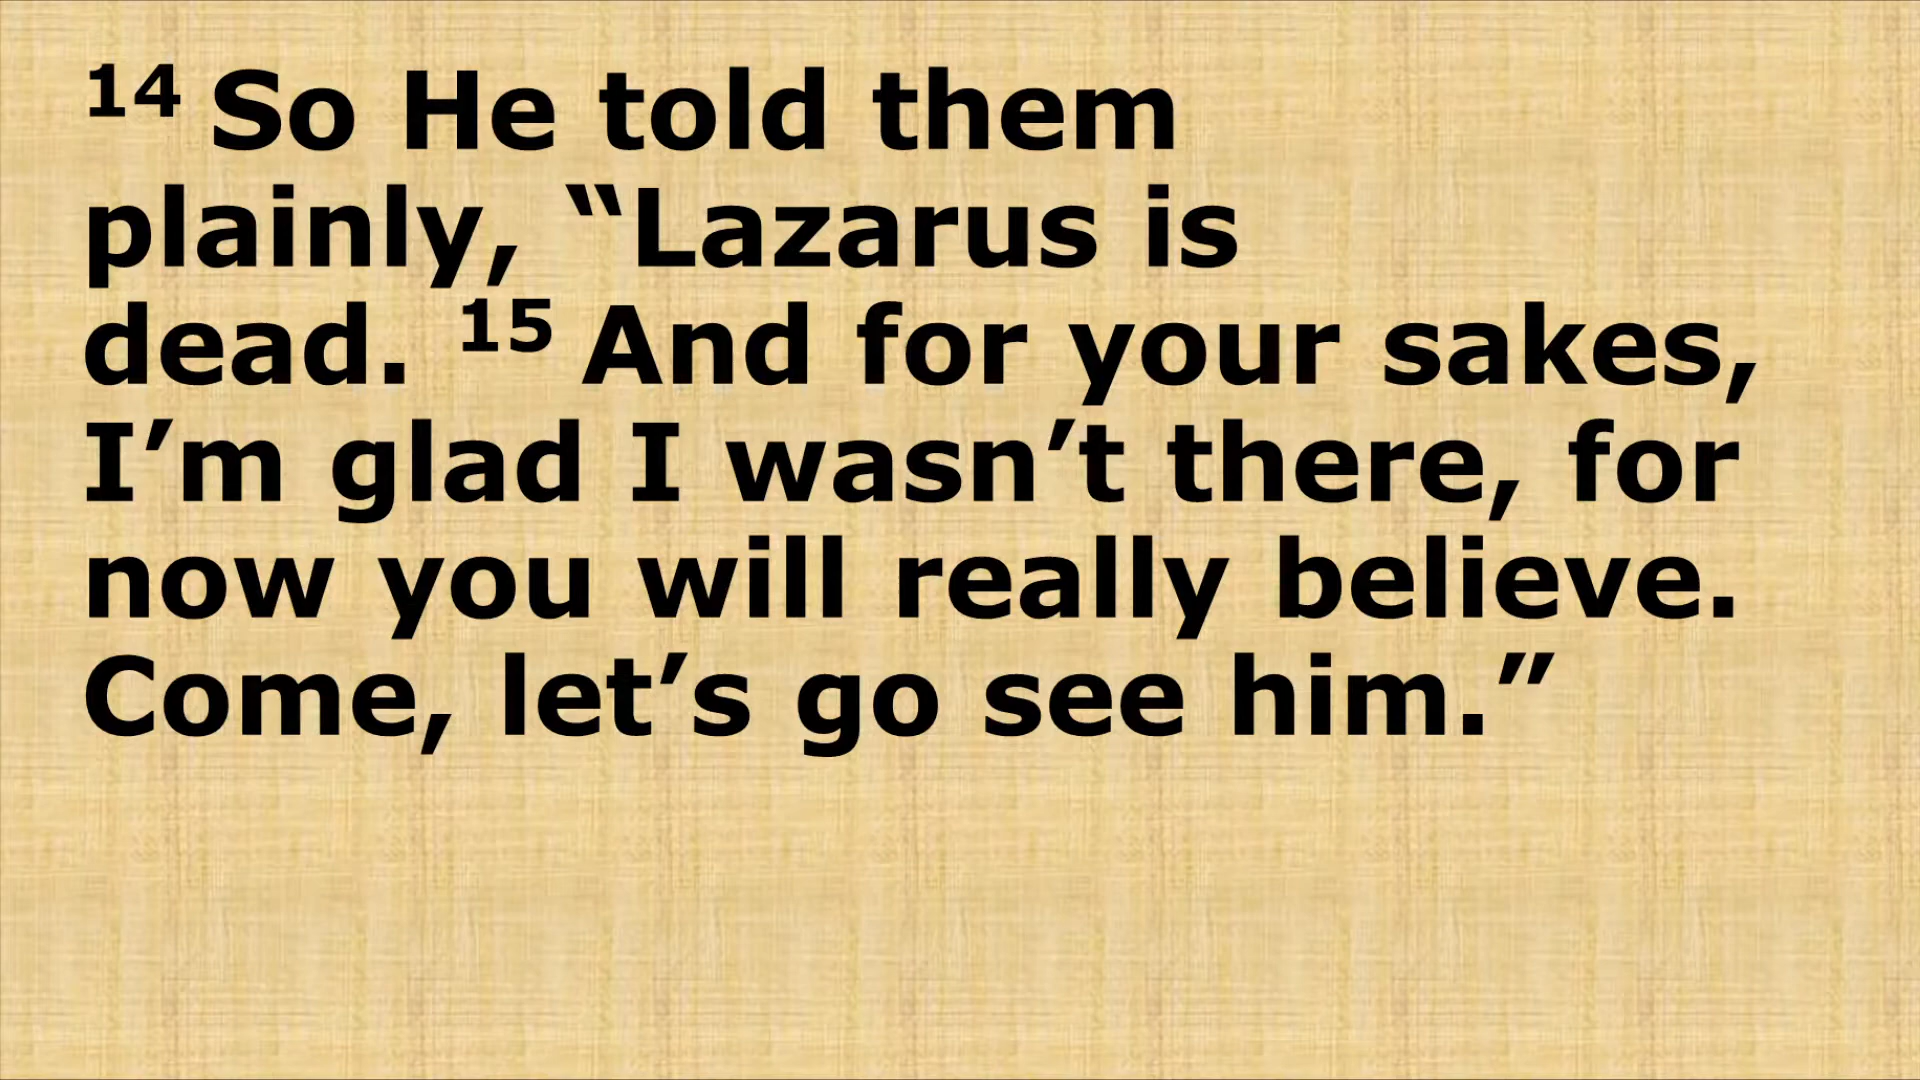 14 So He told them
plainly, “Lazarus is
dead. 15 And for your sakes,
I’m glad I wasn’t there, for
now you will really believe.
Come, let’s go see him.”